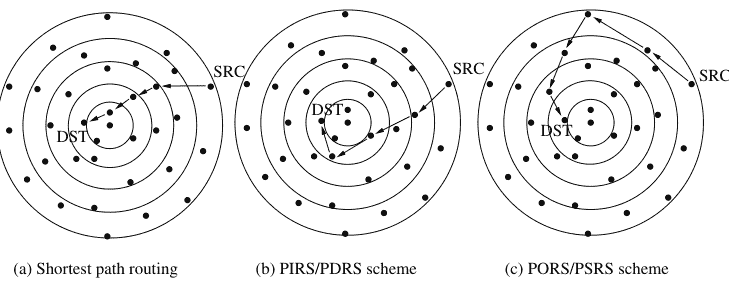 SRC
DST
SRC
DST
SRC
DST
(a) Shortest path routing
(b) PIRS/PDRS scheme
(c) PORS/PSRS scheme